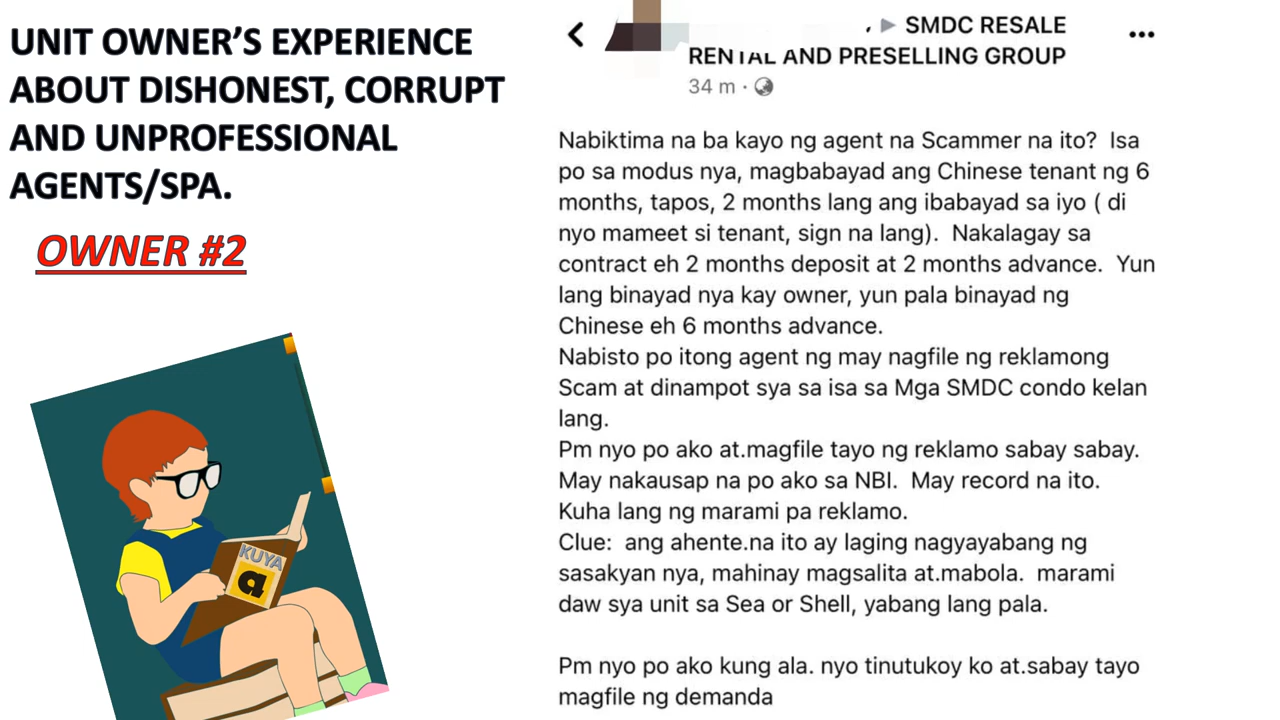 UNIT OWNER'S EXPERIENCE
ABOUT DISHONEST, CORRUPT
AND UNPROFESSIONAL
AGENTS/SPA.
OWNER #2
KUYA
a
SMDC RESALE
RENTAL AND PRESELLING GROUP
34 m
Nabiktima na ba kayo ng agent na Scammer na ito?  Isa
po sa modus nya, magbabayad ang Chinese tenant ng 6
months, tapos, 2 months lang ang ibabayad sa iyo ( di
nyo mameet si tenant, sign na lang).  Nakalagay sa
contract eh 2 months deposit at 2 months advance.  Yun
lang binayad nya kay owner, yun pala binayad ng
Chinese eh 6 months advance.
Nabisto po itong agent ng may nagfile ng reklamong
Scam at dinampot sya sa isa sa Mga SMDC condo kelan
lang.
Pm nyo po ako at.magfile tayo ng reklamo sabay sabay.
May nakausap na po ako sa NBI.  May record na ito.
Kuha lang ng marami pa reklamo.
Clue:  ang ahente.na ito ay laging nagyayabang ng
sasakyan nya, mahinay magsalita at.mabola.  marami
daw sya unit sa Sea or Shell, yabang lang pala.
Pm nyo po ako kung ala. nyo tinutukoy ko at.sabay tayo
magfile ng demanda